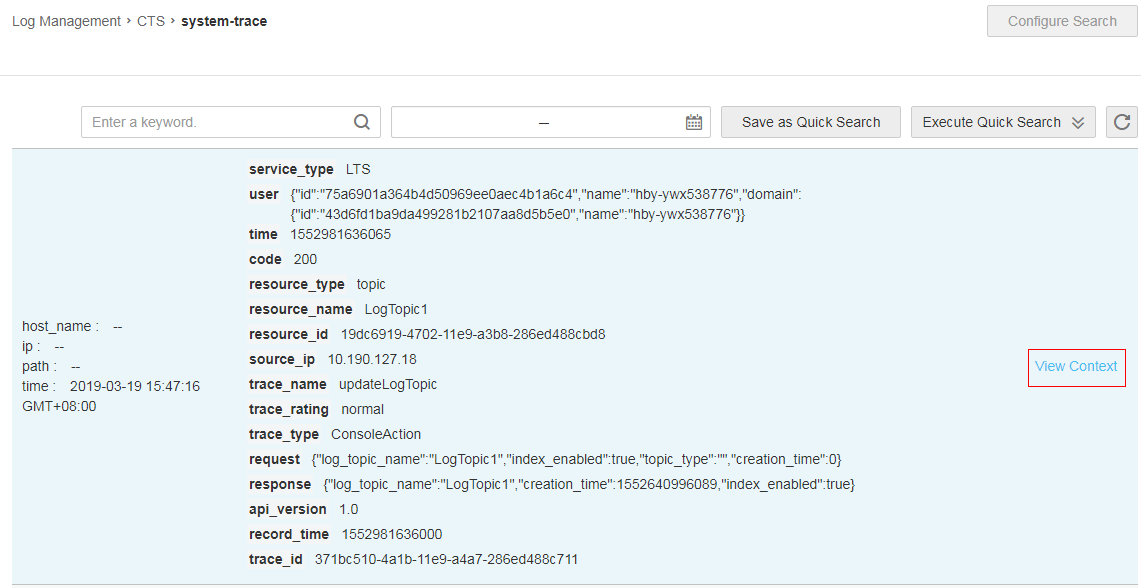 Log Management › CTS › system-trace
Configure Search
Enter a keyword.
--
Save as Quick Search
Execute Quick Search
host_name : --
ip : --
path : --
time : 2019-03-19 15:47:16
GMT+08:00
service_type LTS
user {"id":"75a6901a364b4d50969ee0aec4b1a6c4","name":"hby-ywx538776","domain":
{"id":"43d6fd1ba9da499281b2107aa8d5b5e0","name":"hby-ywx538776"}}
time 1552981636065
code 200
resource_type topic
resource_name LogTopic1
resource_id 19dc6919-4702-11e9-a3b8-286ed488cbd8
source_ip 10.190.127.18
trace_name updateLogTopic
trace_rating normal
trace_type ConsoleAction
request {"log_topic_name":"LogTopic1","index_enabled":true,"topic_type":"","creation_time":0}
response {"log_topic_name":"LogTopic1","creation_time":1552640996089,"index_enabled":true}
api_version 1.0
record_time 1552981636000
trace_id 371bc510-4a1b-11e9-a4a7-286ed488c711
View Context